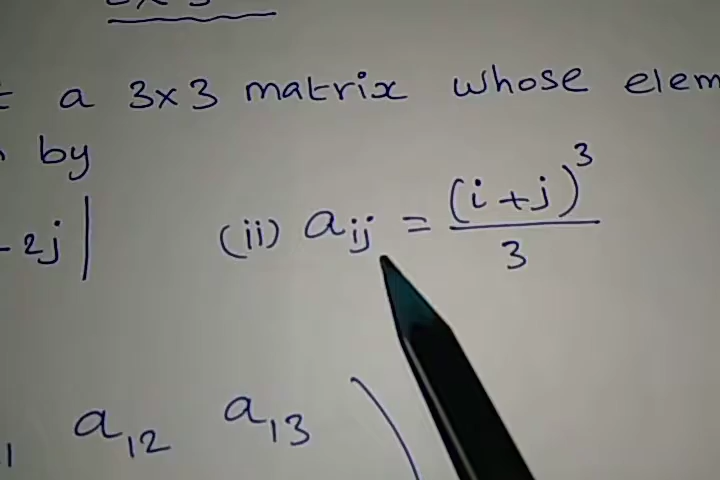 a 3x3 matrix whose elem
by
- 2j| (ii) aij = (i+j)^3/3
a12 a13